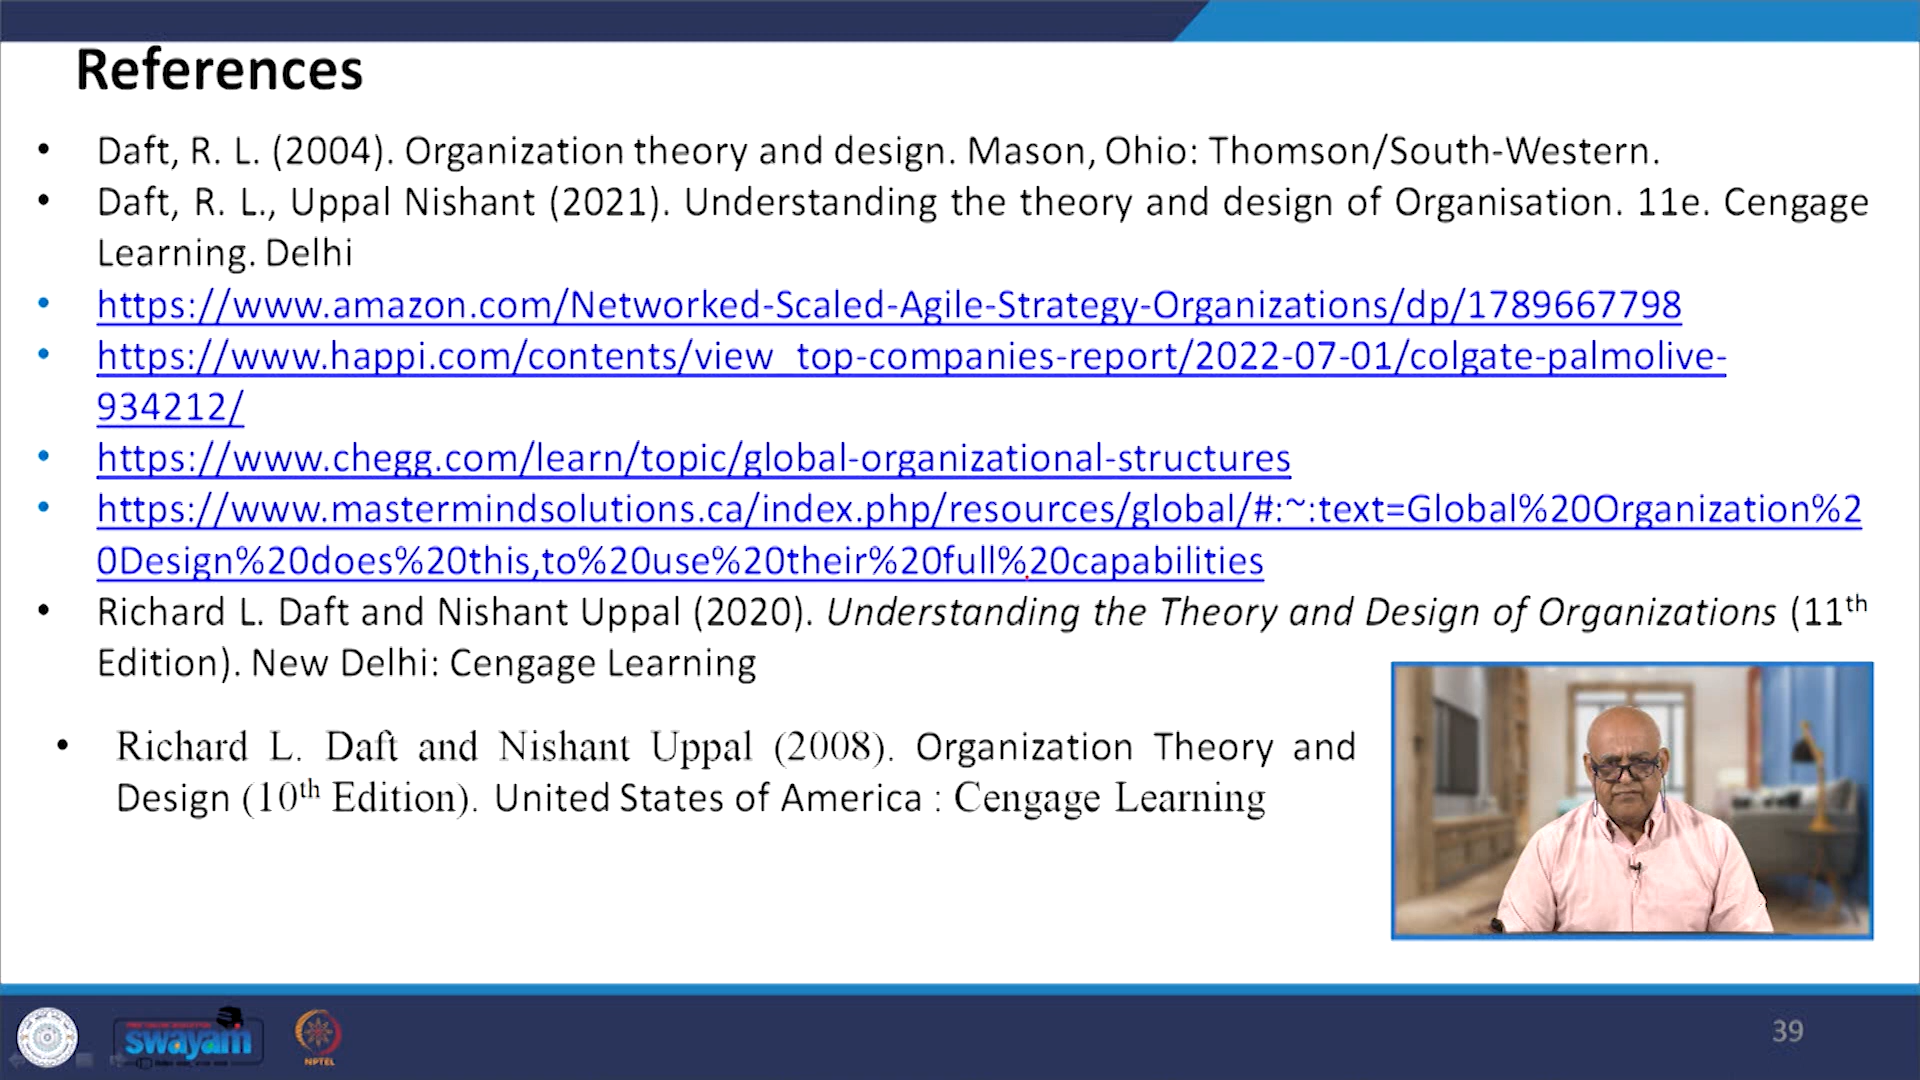 References
• Daft, R. L. (2004). Organization theory and design. Mason, Ohio: Thomson/South-Western.
• Daft, R. L., Uppal Nishant (2021). Understanding the theory and design of Organisation. 11e. Cengage
Learning. Delhi
• https://www.amazon.com/Networked-Scaled-Agile-Strategy-Organizations/dp/1789667798
• https://www.happi.com/contents/view_top-companies-report/2022-07-01/colgate-palmolive-
934212/
• https://www.chegg.com/learn/topic/global-organizational-structures
• https://www.mastermindsolutions.ca/index.php/resources/global/#:~:text=Global%20Organization%2
0Design%20does%20this,to%20use%20their%20full%20capabilities
• Richard L. Daft and Nishant Uppal (2020). Understanding the Theory and Design of Organizations (11th
Edition). New Delhi: Cengage Learning
• Richard L. Daft and Nishant Uppal (2008). Organization Theory and
Design (10th Edition). United States of America : Cengage Learning
swayam
NPTEL
39